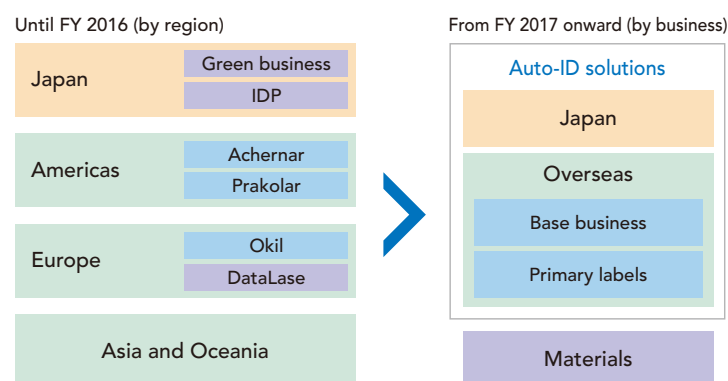 Until FY 2016 (by region)
Japan
Green business
IDP
Americas
Achernar
Prakolar
Europe
Okil
DataLase
Asia and Oceania
From FY 2017 onward (by business)
Auto-ID solutions
Japan
Overseas
Base business
Primary labels
Materials